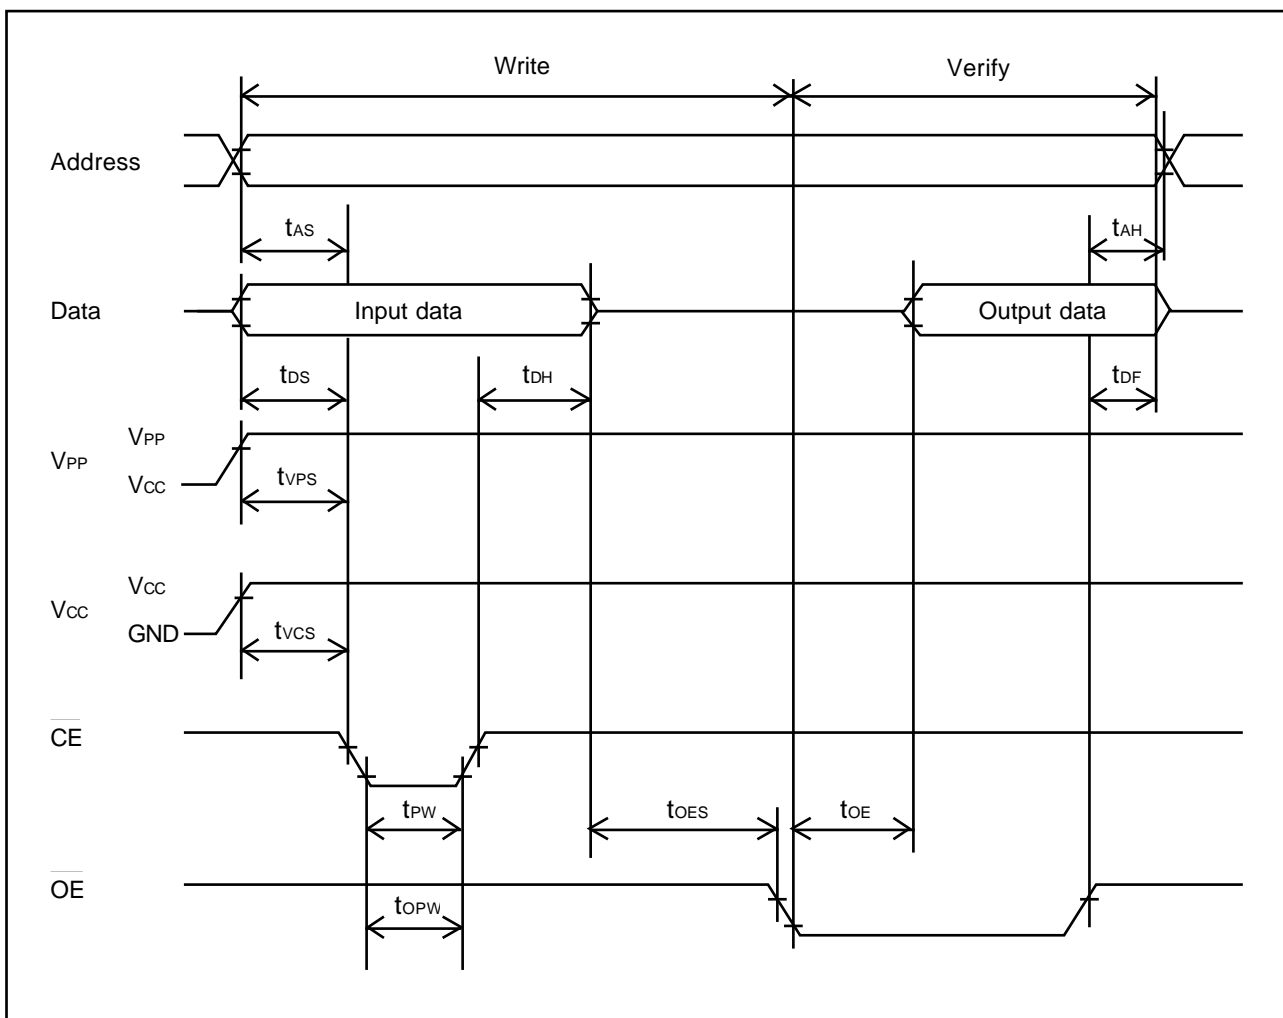 Write
Verify
Address
tAS
tAH
Data
Input data
Output data
tDS
tDH
tDF
VPP
VPP
VCC
tVPS
VCC
VCC
GND
tVCS
CE
tPW
tOES
tOE
OE
tOPW